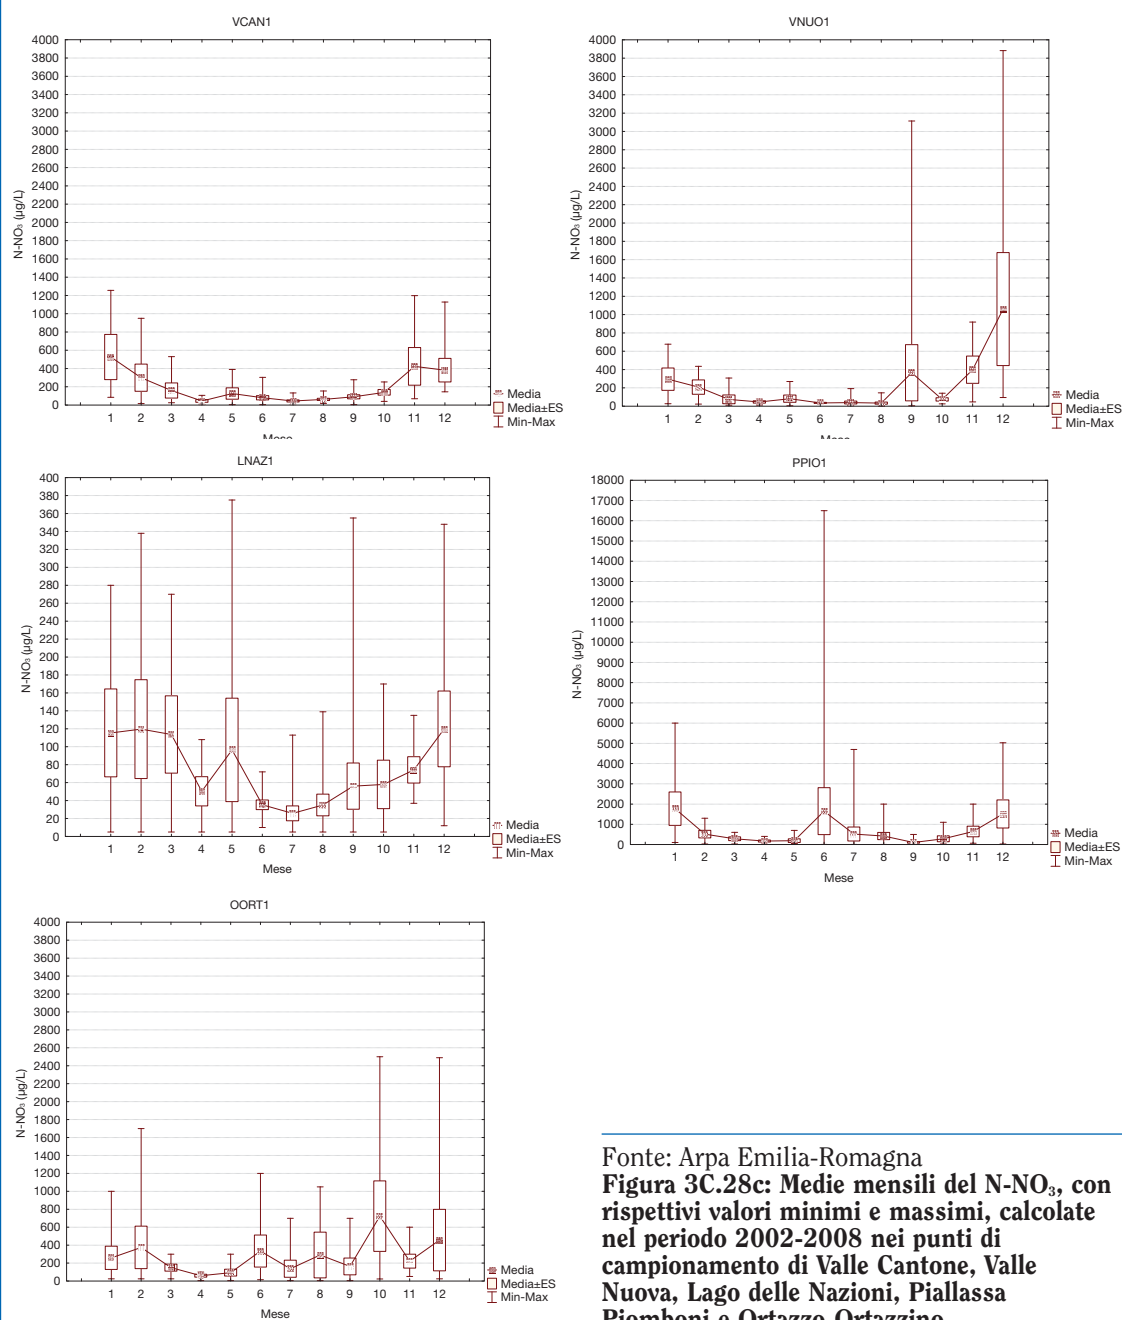 VCAN1
4000
3800
3600
3400
3200
3000
2800
2600
2400
2200
2000
1800
1600
1400
1200
1000
800
600
400
200
0
N-NO₃ (µg/L)
1 2 3 4 5 6 7 8 9 10 11 12
Mese
Media
Media±ES
Min-Max
VNUO1
4000
3800
3600
3400
3200
3000
2800
2600
2400
2200
2000
1800
1600
1400
1200
1000
800
600
400
200
0
N-NO₃ (µg/L)
1 2 3 4 5 6 7 8 9 10 11 12
Mese
Media
Media±ES
Min-Max
LNAZ1
400
380
360
340
320
300
280
260
240
220
200
180
160
140
120
100
80
60
40
20
0
N-NO₃ (µg/L)
1 2 3 4 5 6 7 8 9 10 11 12
Mese
Media
Media±ES
Min-Max
PPIO1
18000
17000
16000
15000
14000
13000
12000
11000
10000
9000
8000
7000
6000
5000
4000
3000
2000
1000
0
N-NO₃ (µg/L)
1 2 3 4 5 6 7 8 9 10 11 12
Mese
Media
Media±ES
Min-Max
OORT1
4000
3800
3600
3400
3200
3000
2800
2600
2400
2200
2000
1800
1600
1400
1200
1000
800
600
400
200
0
N-NO₃ (µg/L)
1 2 3 4 5 6 7 8 9 10 11 12
Mese
Media
Media±ES
Min-Max
Fonte: Arpa Emilia-Romagna
Figura 3C.28c: Medie mensili del N-NO₃, con
rispettivi valori minimi e massimi, calcolate
nel periodo 2002-2008 nei punti di
campionamento di Valle Cantone, Valle
Nuova, Lago delle Nazioni, Piallassa
Piomboni e Ortazzo Ortazzino